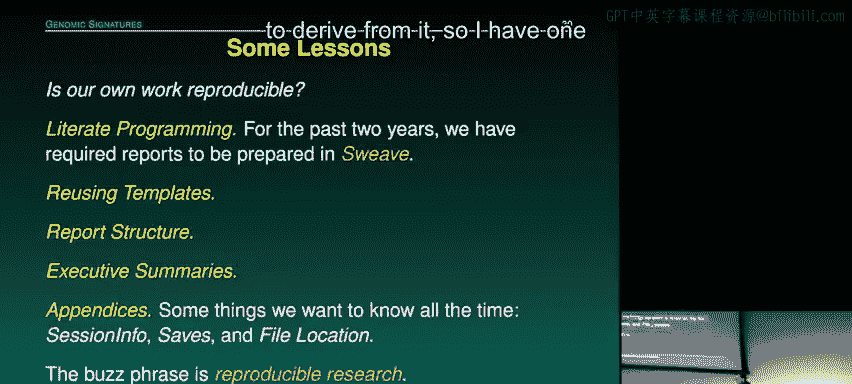 GENOMIC SIGNATURES
to derive from it, so I have one
GPT中英字幕课程资源@bilibili.com
Some Lessons
Is our own work reproducible?
Literate Programming. For the past two years, we have
required reports to be prepared in Sweave.
Reusing Templates.
Report Structure.
Executive Summaries.
Appendices. Some things we want to know all the time:
SessionInfo, Saves, and File Location.
The buzz phrase is reproducible research.